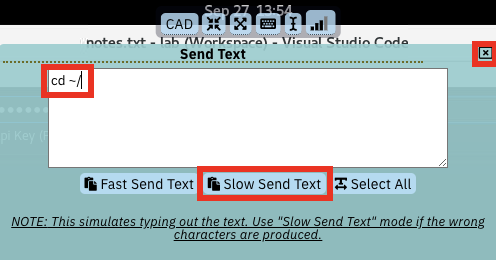 Sep 27 13:54
CAD
notes.txt - lab (Workspace) - Visual Studio Code
Send Text
cd ~/
pi Key (
Fast Send Text Slow Send Text Select All
NOTE: This simulates typing out the text. Use "Slow Send Text" mode if the wrong
characters are produced.